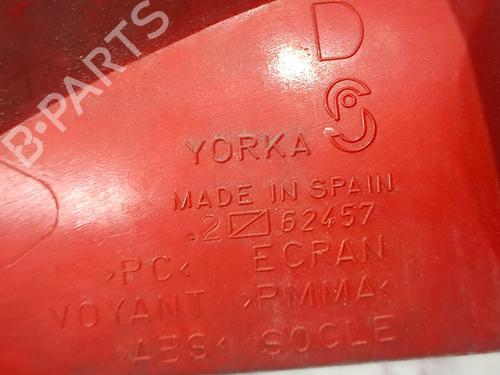 B-PARTS
D
YORKA
MADE IN SPAIN
.2 62457
>PC< ECRAN
VOYANT >PMMA<
>ABS< SOCLE